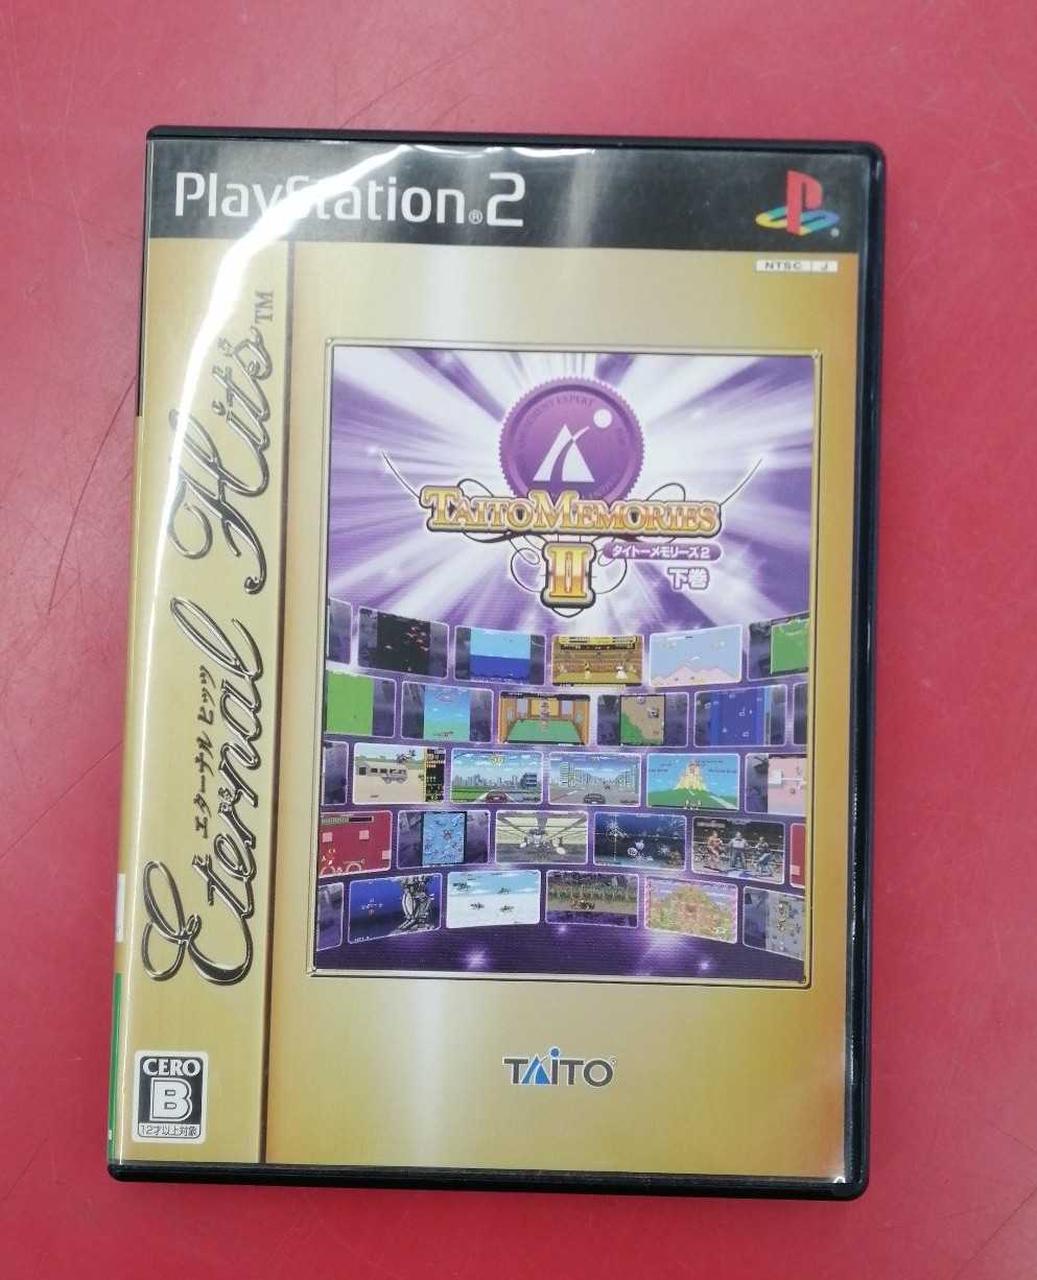 PlayStation®2
NTSC J
Eternal Hits™
エターナル ヒッツ
TAITO MEMORIES
II
タイトーメモリーズ2
下巻
TAITO®
CERO
B
12才以上対象